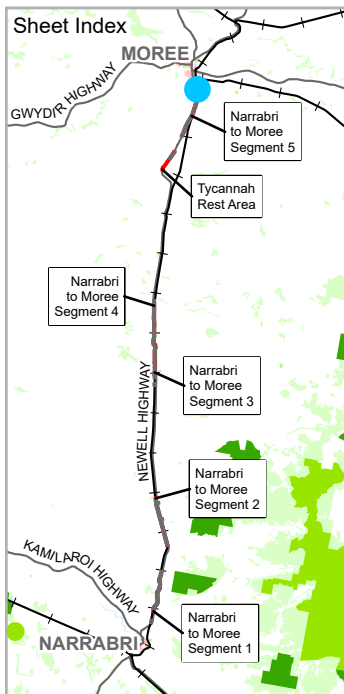 Sheet Index
MOREE
GWYDIR HIGHWAY
Narrabri
to Moree
Segment 5
Tycannah
Rest Area
Narrabri
to Moree
Segment 4
Narrabri
to Moree
Segment 3
NEWELL HIGHWAY
Narrabri
to Moree
Segment 2
KAMILAROI HIGHWAY
Narrabri
to Moree
Segment 1
NARRABRI